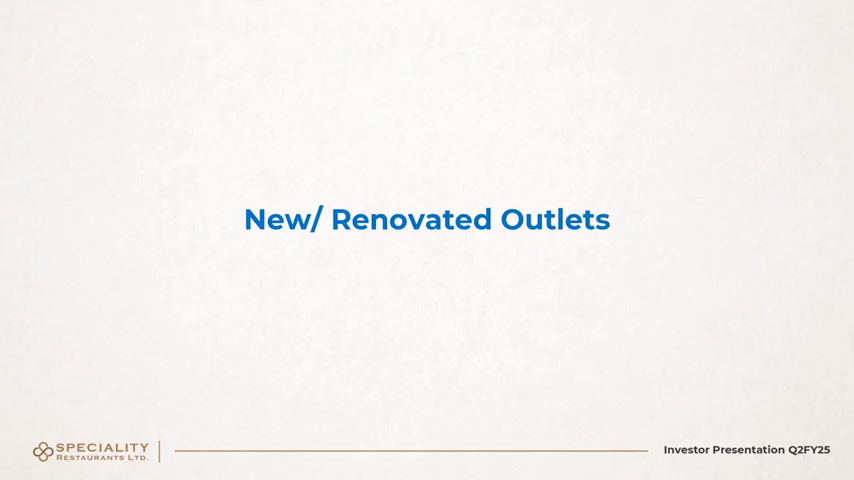 New/ Renovated Outlets
SPECIALITY
RESTAURANTS LTD.
Investor Presentation Q2FY25